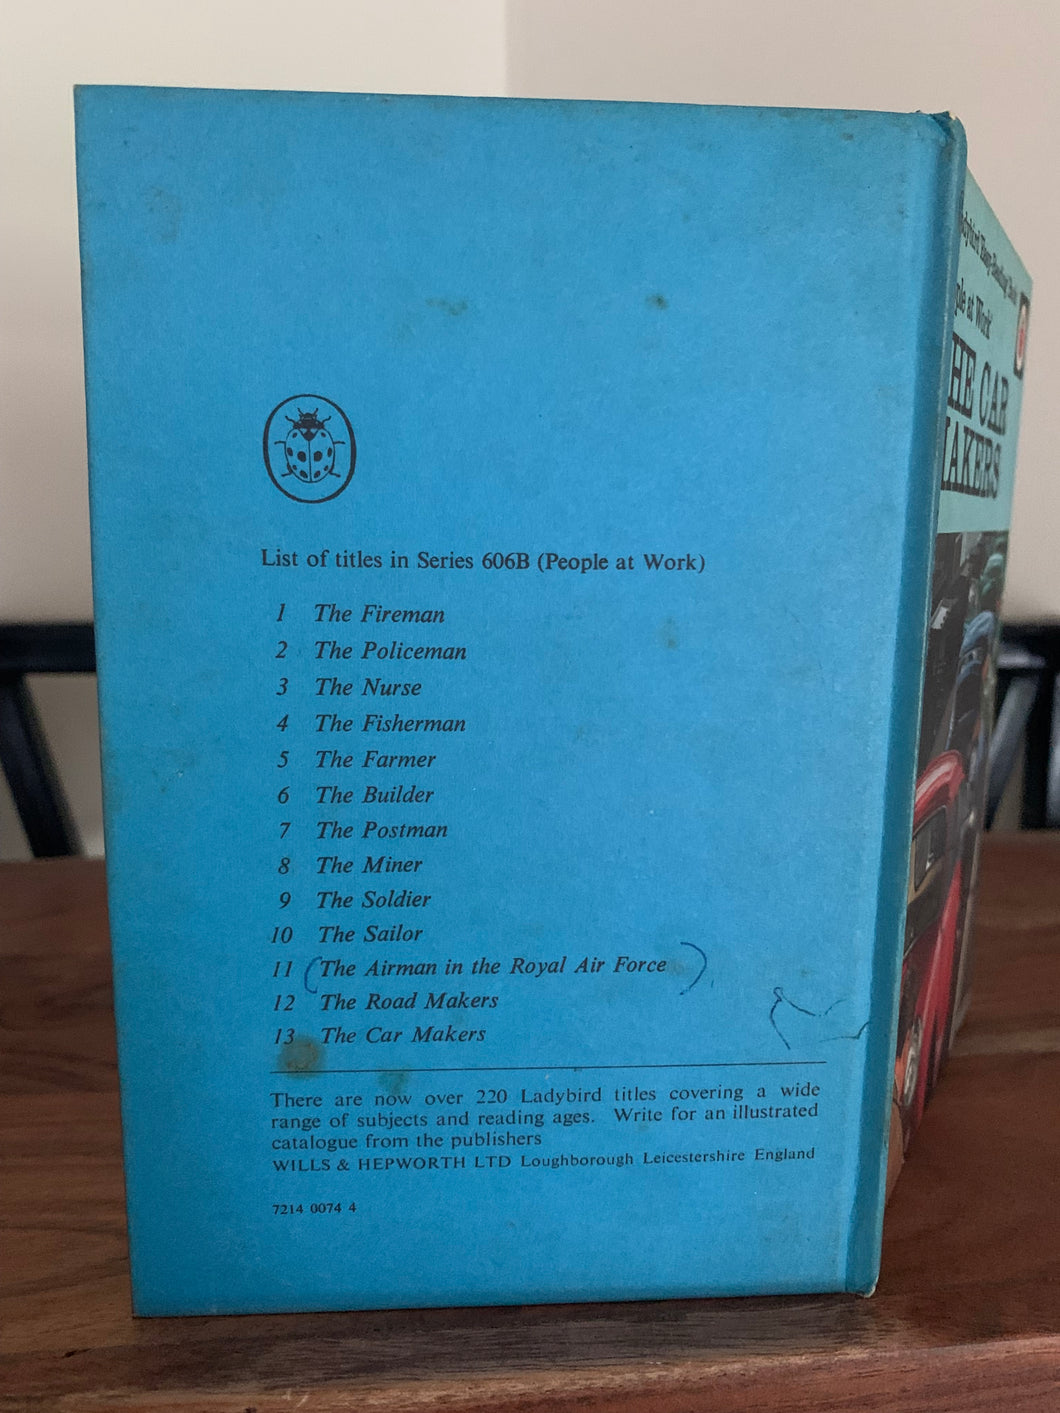 List of titles in Series 606B (People at Work)
1 The Fireman
2 The Policeman
3 The Nurse
4 The Fisherman
5 The Farmer
6 The Builder
7 The Postman
8 The Miner
9 The Soldier
10 The Sailor
11 (The Airman in the Royal Air Force)
12 The Road Makers
13 The Car Makers
There are now over 220 Ladybird titles covering a wide
range of subjects and reading ages. Write for an illustrated
catalogue from the publishers
WILLS & HEPWORTH LTD Loughborough Leicestershire England
7214 0074 4
at Work'
CAR